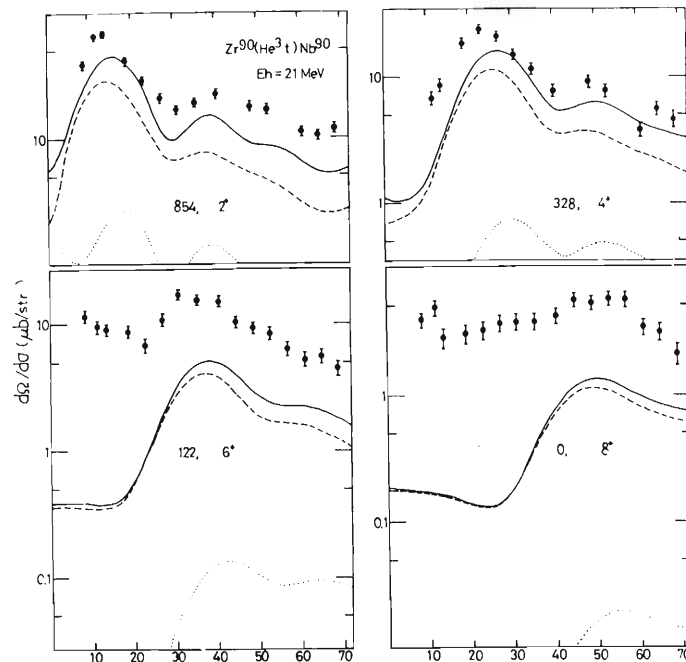 Zr⁹⁰(He³t)Nb⁹⁰
Eh = 21 MeV
10
854, 2⁺
10
1
328, 4⁺
dΩ/dσ (μb/str)
10
1
0.1
122, 6⁺
10 20 30 40 50 60 70
1
0.1
0, 8⁺
10 20 30 40 50 60 70